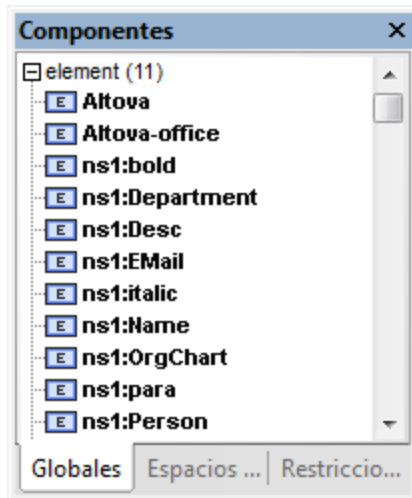 Componentes
element (11)
E Altova
E Altova-office
E ns1:bold
E ns1:Department
E ns1:Desc
E ns1:EMail
E ns1:italic
E ns1:Name
E ns1:OrgChart
E ns1:para
E ns1:Person
Globales Espacios ... Restriccio...